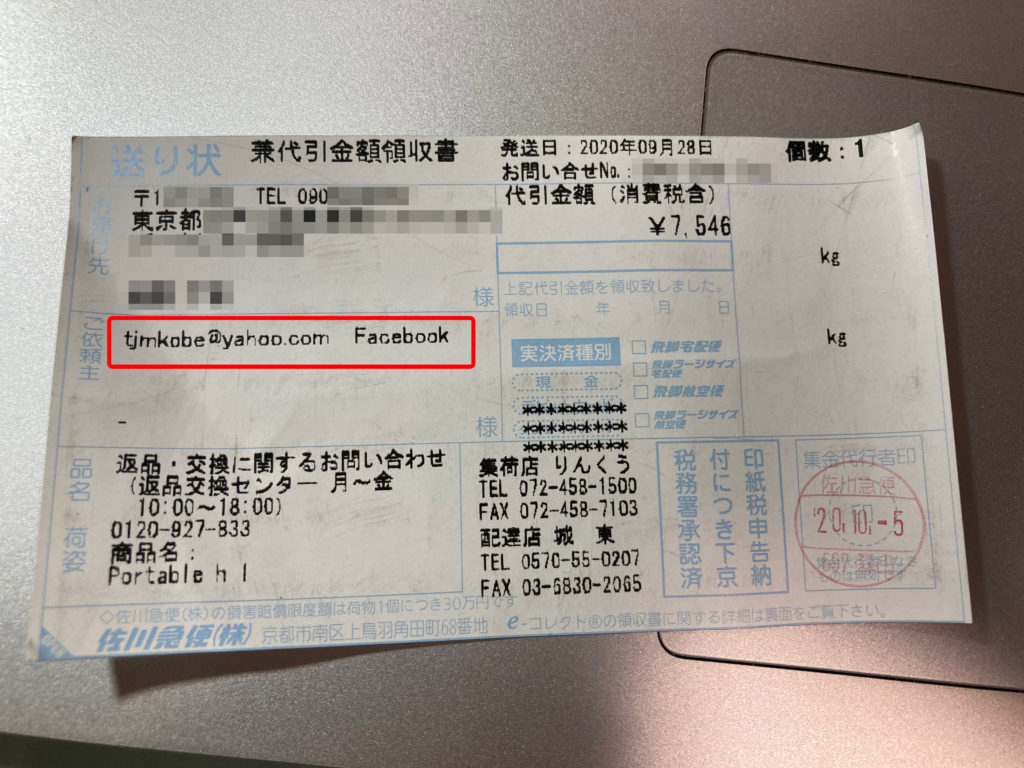 送り状 兼代引金額領収書
発送日：2020年09月28日
個数：1
お問い合せNo.：
お届け先
〒1 TEL 090
東京都
様
代引金額（消費税含）
￥7,546
kg
上記代引金額を領収致しました。
領収日 年 月 日
ご依頼主
tjmkobe@yahoo.com Facebook
kg
-
様
実決済種別
現金
*********
*********
*********
飛脚宅配便
飛脚ラージサイズ宅配便
飛脚航空便
飛脚ラージサイズ航空便
品名・荷姿
返品・交換に関するお問い合わせ
（返品交換センター 月～金
10:00～18:00）
0120-927-833
商品名：
Portable h l
集荷店 りんくう
TEL 072-458-1500
FAX 072-458-7103
配達店 城 東
TEL 0570-55-0207
FAX 03-6830-2065
印紙税申告納
付につき下京
税務署承認済
集金代行者印
佐川急便
'20.10.-5
◇佐川急便(株)の損害賠償限度額は荷物1個につき30万円です
佐川急便(株) 京都市南区上鳥羽角田町68番地 e-コレクト®の領収書に関する詳細は裏面をご覧下さい。